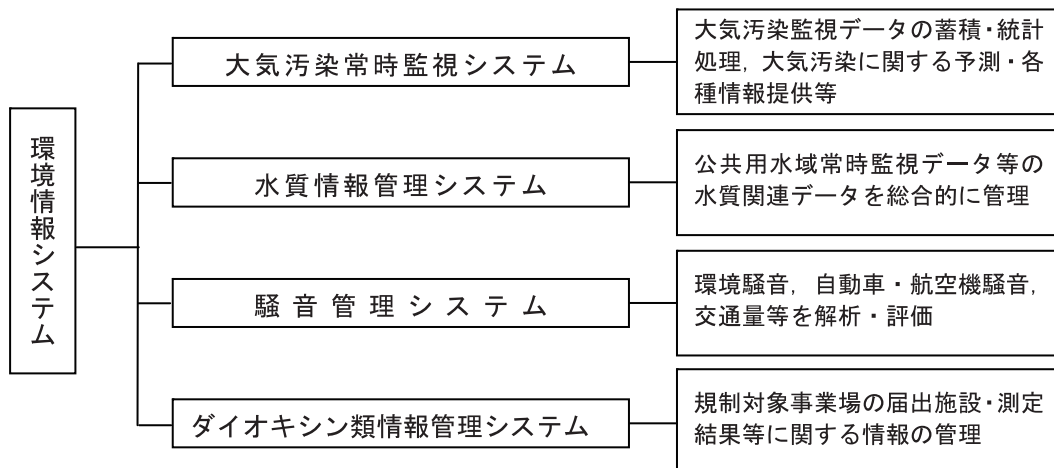 環境情報システム
大気汚染常時監視システム
大気汚染監視データの蓄積・統計
処理，大気汚染に関する予測・各
種情報提供等
水質情報管理システム
公共用水域常時監視データ等の
水質関連データを総合的に管理
騒音管理システム
環境騒音，自動車・航空機騒音，
交通量等を解析・評価
ダイオキシン類情報管理システム
規制対象事業場の届出施設・測定
結果等に関する情報の管理